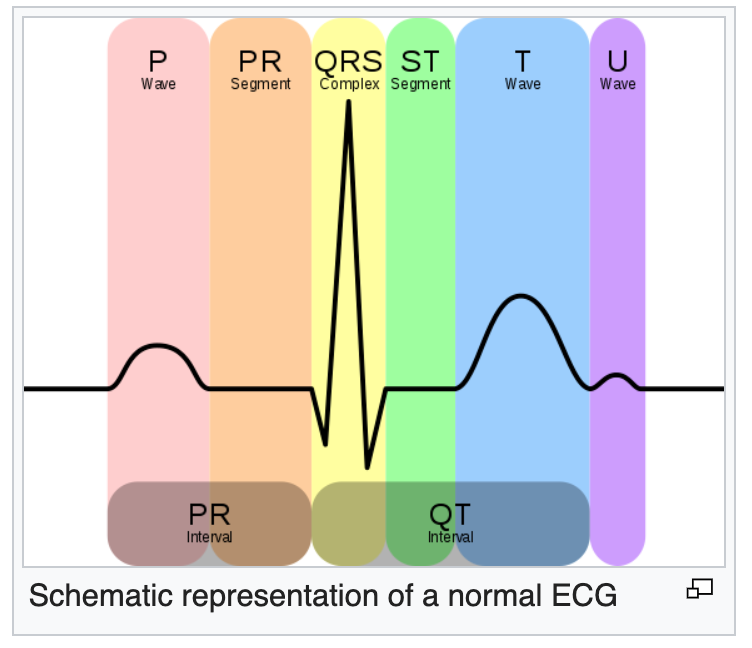 P
Wave
PR
Segment
QRS
Complex
ST
Segment
T
Wave
U
Wave
PR
Interval
QT
Interval
Schematic representation of a normal ECG